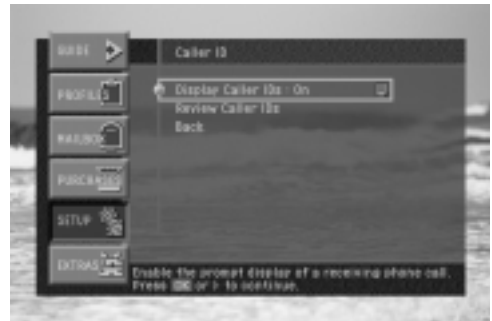 GUIDE
Caller ID
PROFILES
Display Caller IDs : On
Review Caller IDs
MAILBOX
Back
PURCHASES
SETUP
EXTRAS
Enable the prompt display of a receiving phone call.
Press OK or › to continue.